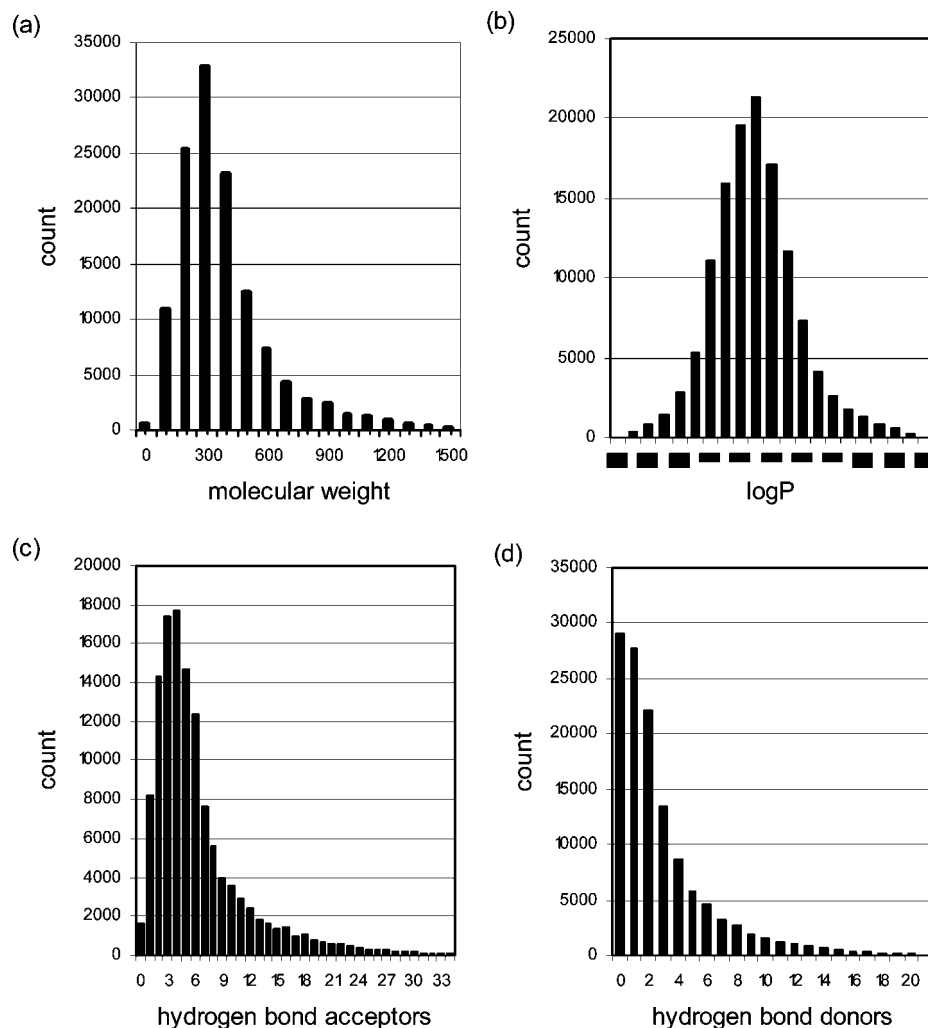 (a)
35000
30000
25000
20000
15000
10000
5000
0
count
0 300 600 900 1200 1500
molecular weight
(b)
25000
20000
15000
10000
5000
0
count
logP
(c)
20000
18000
16000
14000
12000
10000
8000
6000
4000
2000
0
count
0 3 6 9 12 15 18 21 24 27 30 33
hydrogen bond acceptors
(d)
35000
30000
25000
20000
15000
10000
5000
0
count
0 2 4 6 8 10 12 14 16 18 20
hydrogen bond donors